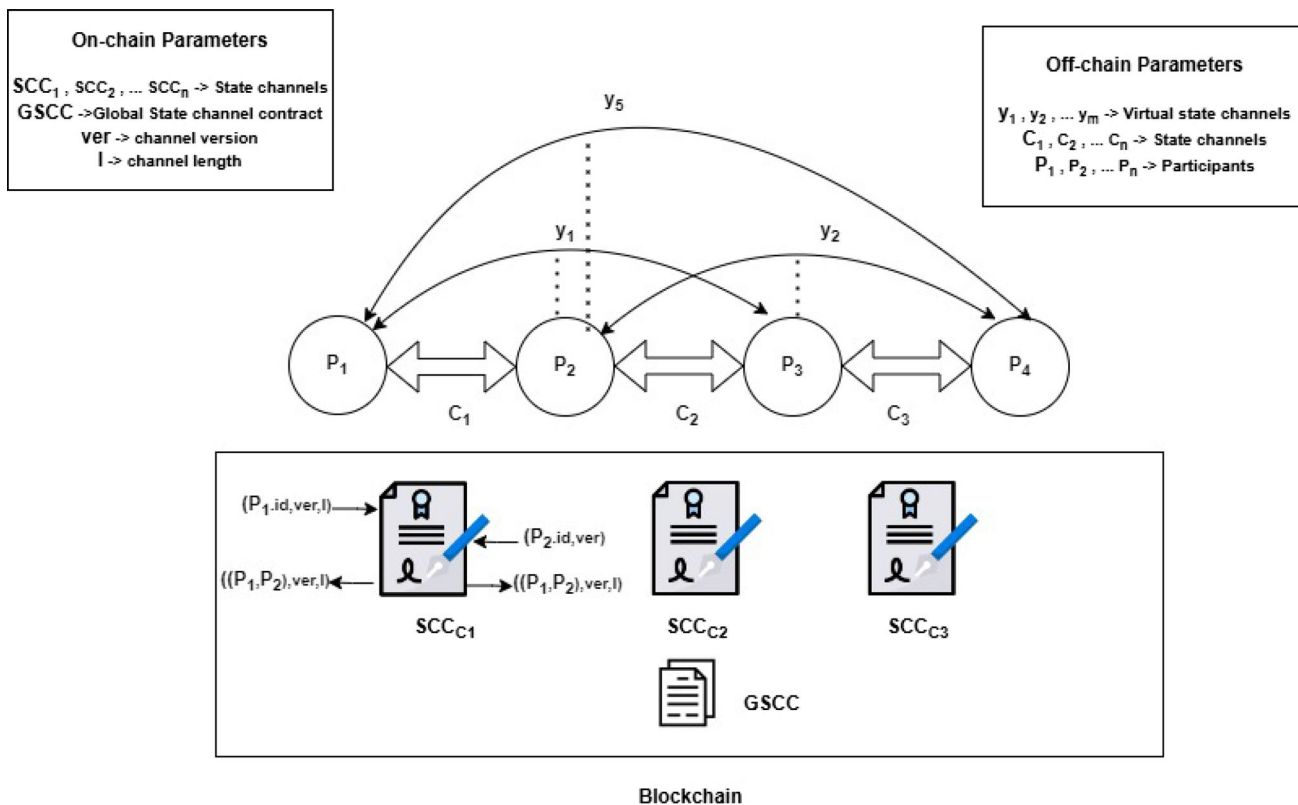 On-chain Parameters
SCC₁ , SCC₂ , ... SCCₙ -> State channels
GSCC ->Global State channel contract
ver -> channel version
l -> channel length
Off-chain Parameters
y₁ , y₂ , ... yₘ -> Virtual state channels
C₁ , C₂ , ... Cₙ -> State channels
P₁ , P₂ , ... Pₙ -> Participants
y₅
y₁
y₂
P₁
P₂
P₃
P₄
C₁
C₂
C₃
(P₁.id,ver,l)
(P₂.id,ver)
((P₁,P₂),ver,l)
((P₁,P₂),ver,l)
SCC_C1
SCC_C2
SCC_C3
GSCC
Blockchain